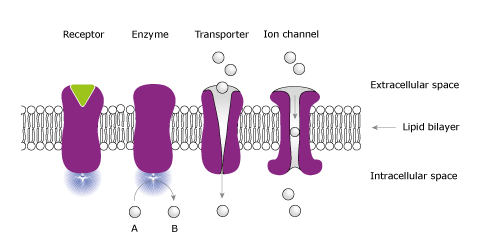 Receptor Enzyme Transporter Ion channel
Extracellular space
Lipid bilayer
Intracellular space
A B